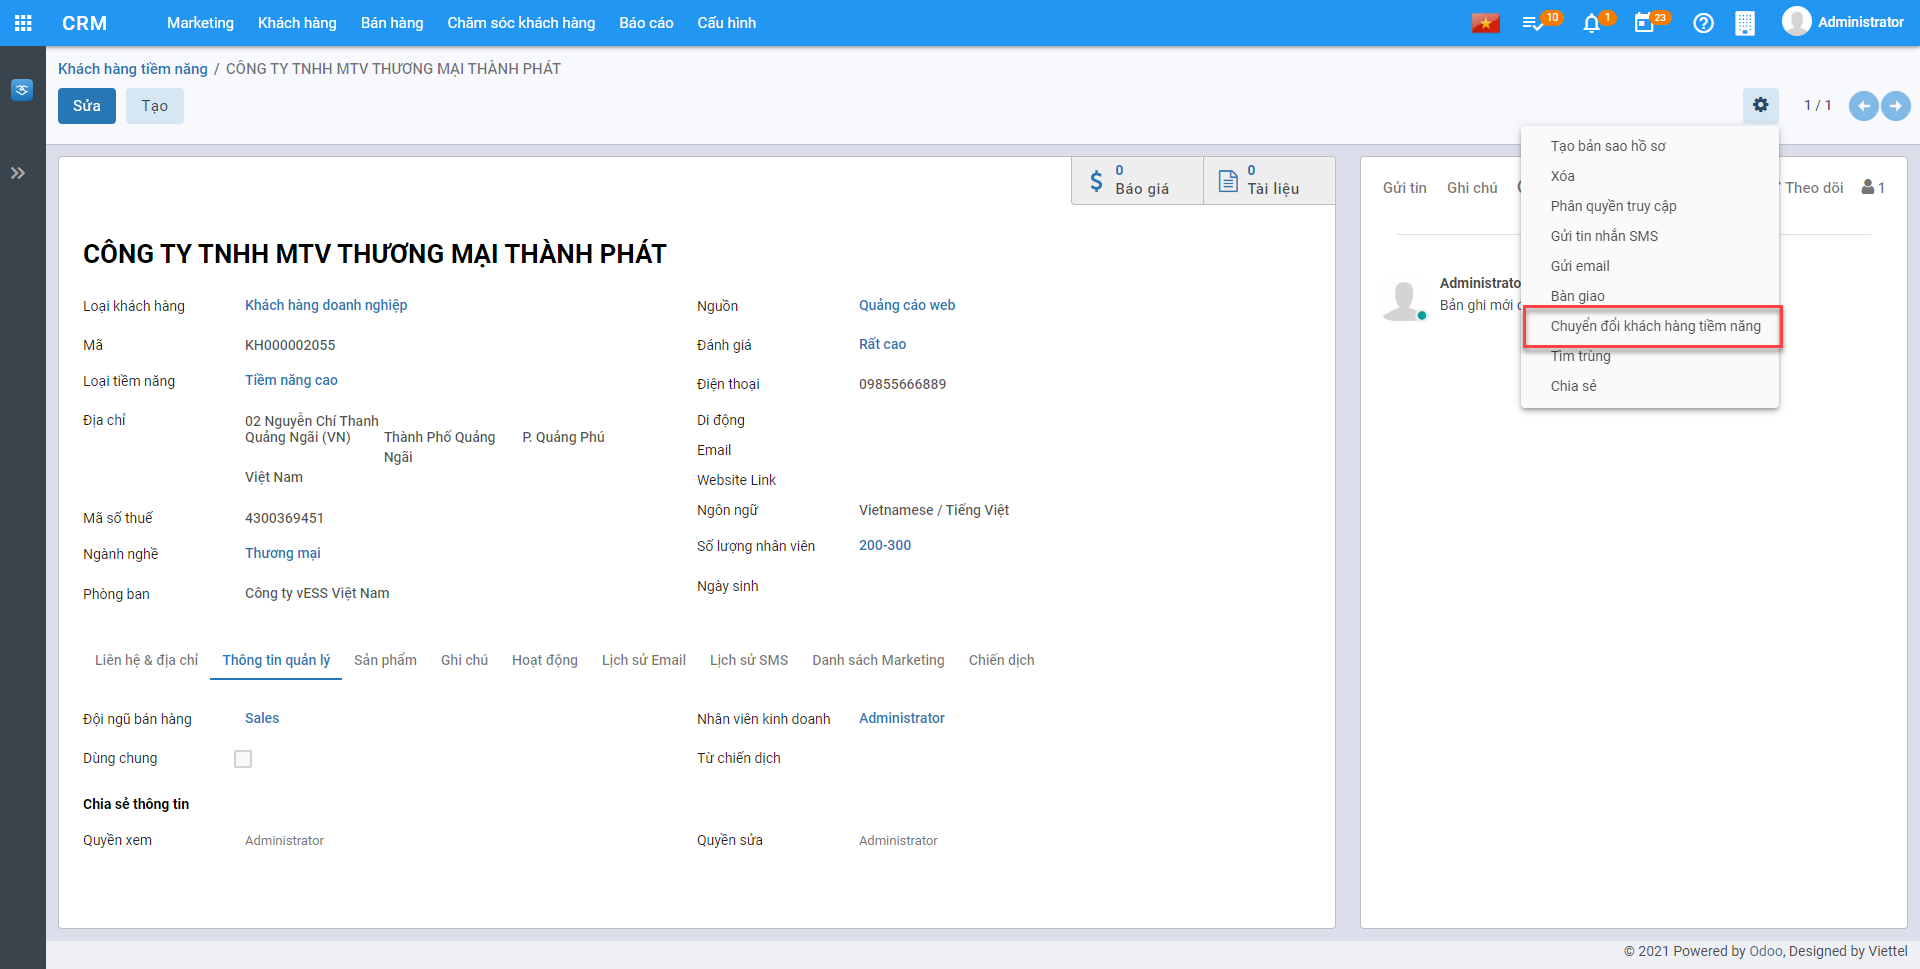 CRM
Marketing
Khách hàng
Bán hàng
Chăm sóc khách hàng
Báo cáo
Cấu hình
10
1
23
Administrator
Khách hàng tiềm năng / CÔNG TY TNHH MTV THƯƠNG MẠI THÀNH PHÁT
Sửa
Tạo
1 / 1
Tạo bản sao hồ sơ
Xóa
Phân quyền truy cập
Gửi tin nhắn SMS
Gửi email
Bàn giao
Chuyển đổi khách hàng tiềm năng
Tìm trùng
Chia sẻ
0
Báo giá
0
Tài liệu
Gửi tin
Ghi chú
Theo dõi
1
Administrato
Bản ghi mới
CÔNG TY TNHH MTV THƯƠNG MẠI THÀNH PHÁT
Loại khách hàng
Khách hàng doanh nghiệp
Mã
KH000002055
Loại tiềm năng
Tiềm năng cao
Địa chỉ
02 Nguyễn Chí Thanh
Quảng Ngãi (VN)
Thành Phố Quảng
Ngãi
P. Quảng Phú
Việt Nam
Mã số thuế
4300369451
Ngành nghề
Thương mại
Phòng ban
Công ty vESS Việt Nam
Nguồn
Quảng cáo web
Đánh giá
Rất cao
Điện thoại
09855666889
Di động
Email
Website Link
Ngôn ngữ
Vietnamese / Tiếng Việt
Số lượng nhân viên
200-300
Ngày sinh
Liên hệ & địa chỉ
Thông tin quản lý
Sản phẩm
Ghi chú
Hoạt động
Lịch sử Email
Lịch sử SMS
Danh sách Marketing
Chiến dịch
Đội ngũ bán hàng
Sales
Nhân viên kinh doanh
Administrator
Dùng chung
Từ chiến dịch
Chia sẻ thông tin
Quyền xem
Administrator
Quyền sửa
Administrator
© 2021 Powered by Odoo, Designed by Viettel